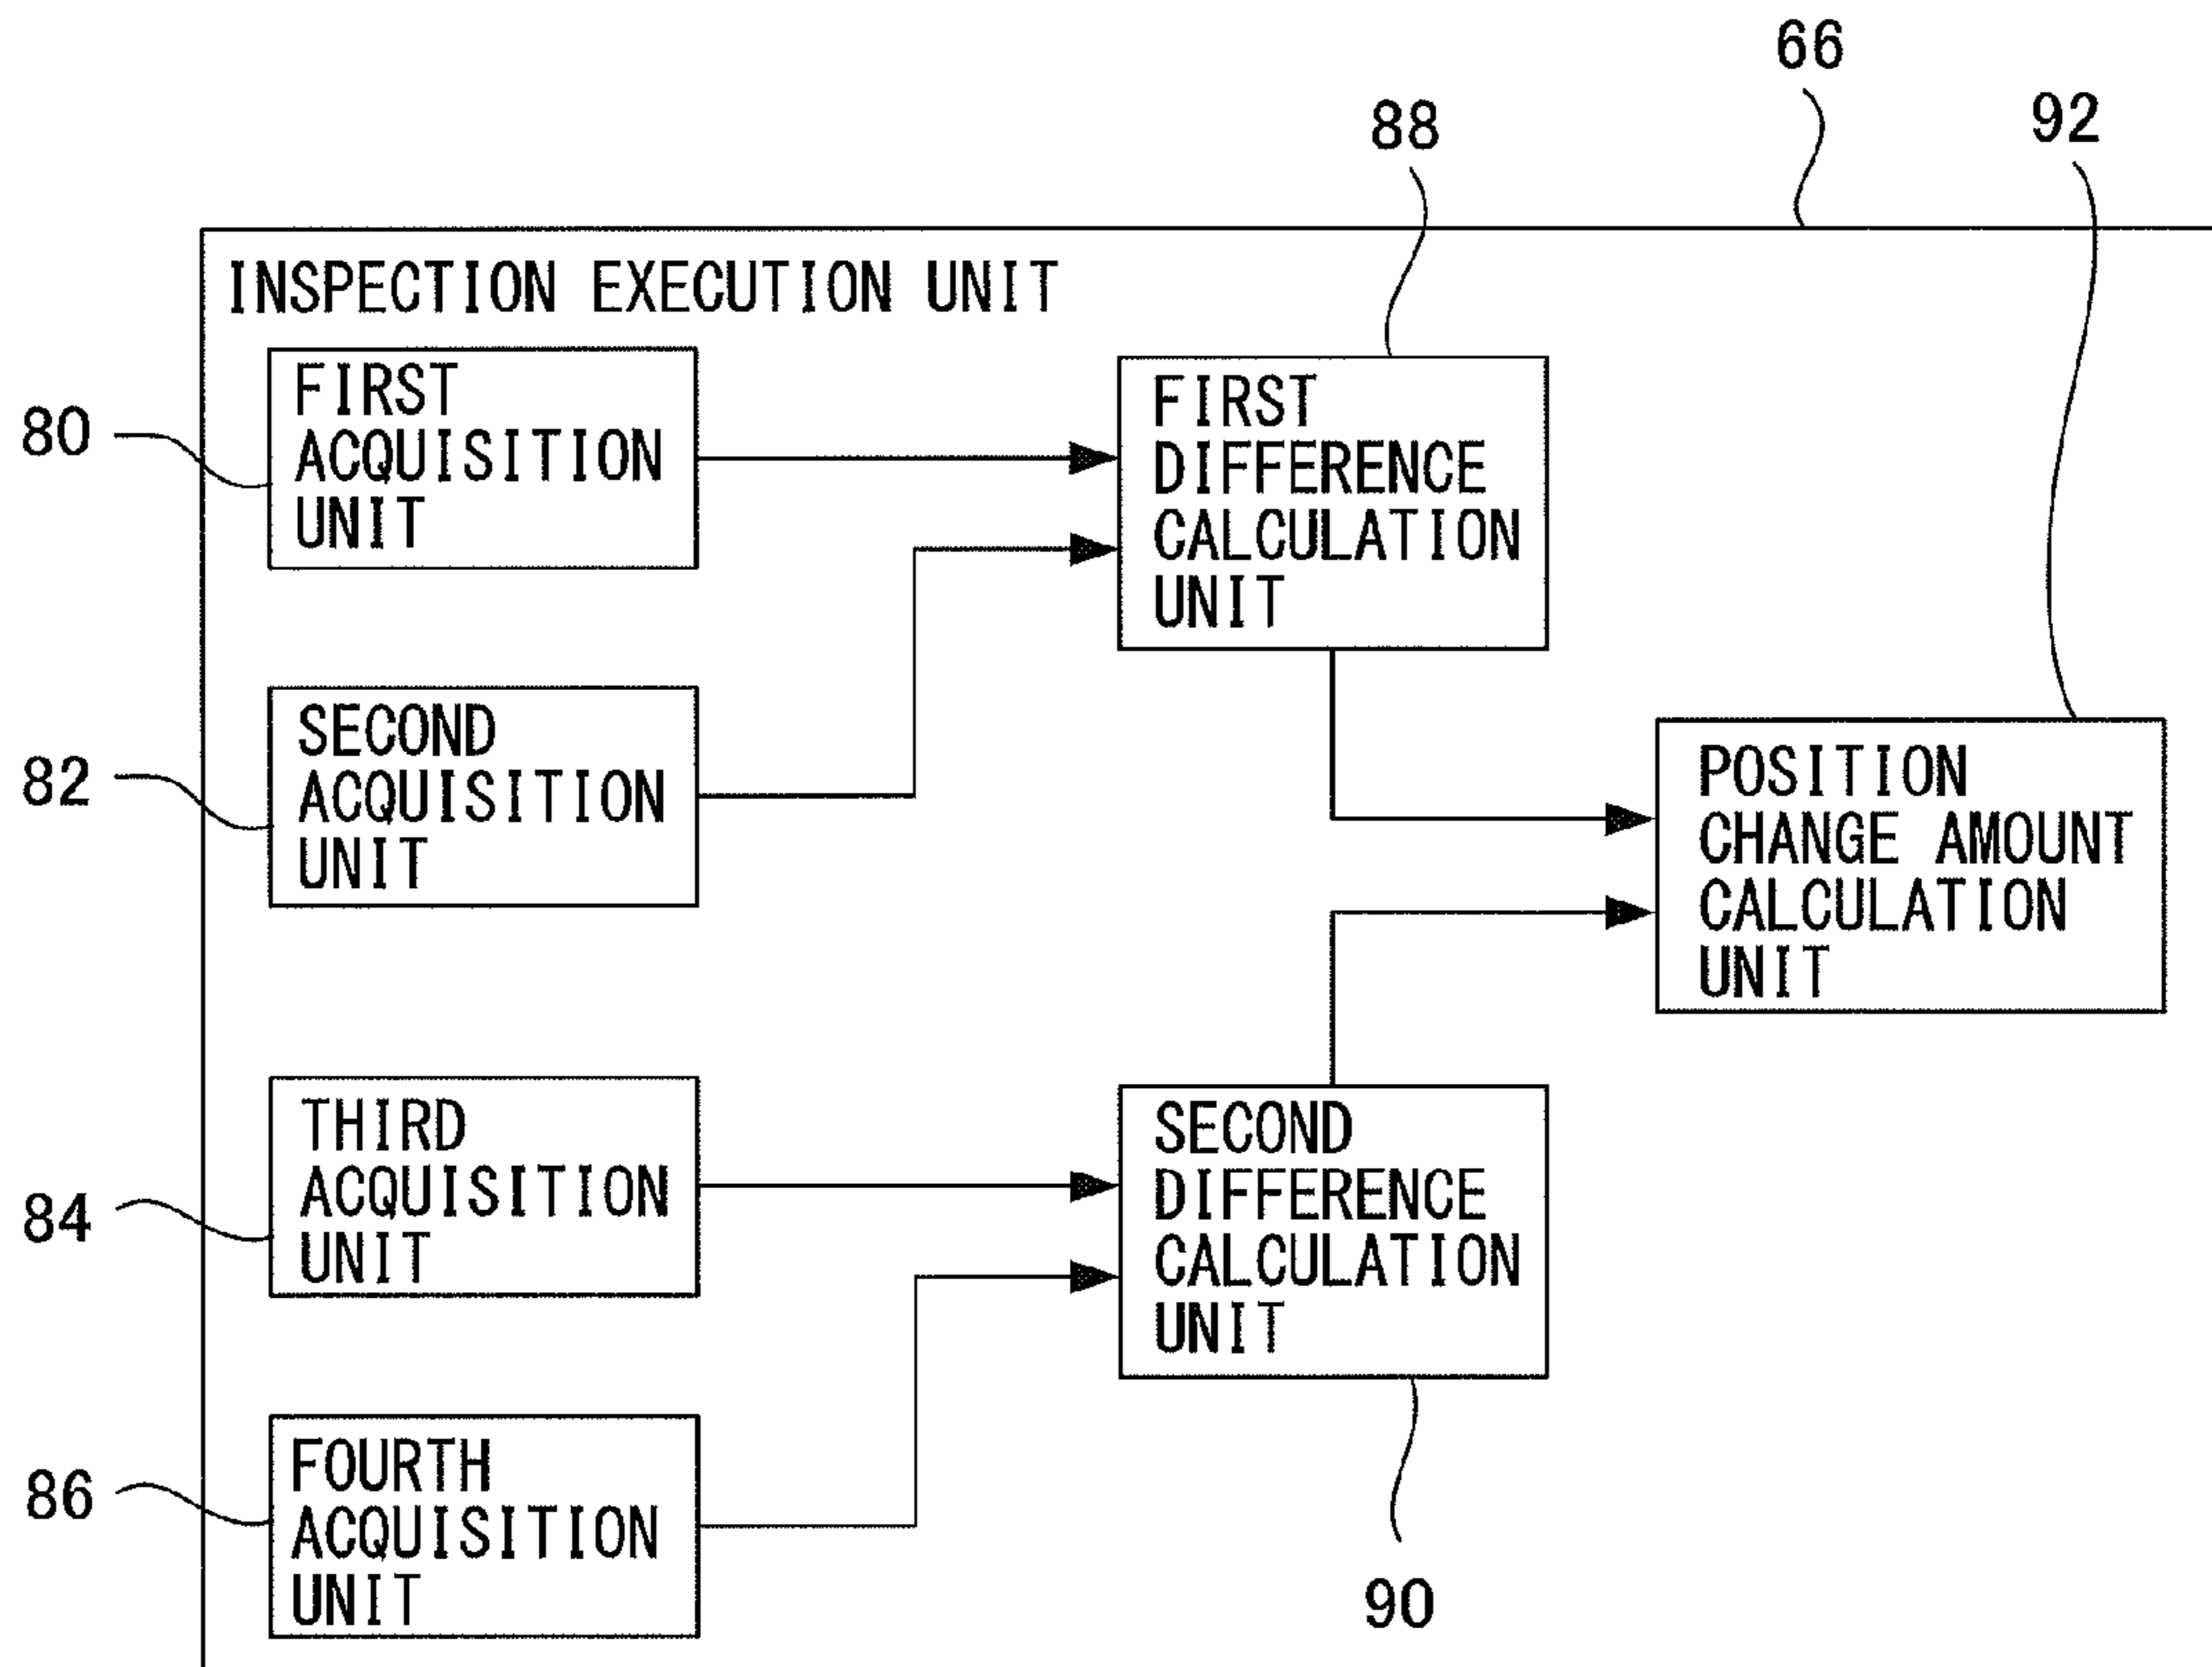 66
88
92
INSPECTION EXECUTION UNIT
80
FIRST
ACQUISITION
UNIT
FIRST
DIFFERENCE
CALCULATION
UNIT
82
SECOND
ACQUISITION
UNIT
POSITION
CHANGE AMOUNT
CALCULATION
UNIT
84
THIRD
ACQUISITION
UNIT
SECOND
DIFFERENCE
CALCULATION
UNIT
86
FOURTH
ACQUISITION
UNIT
90